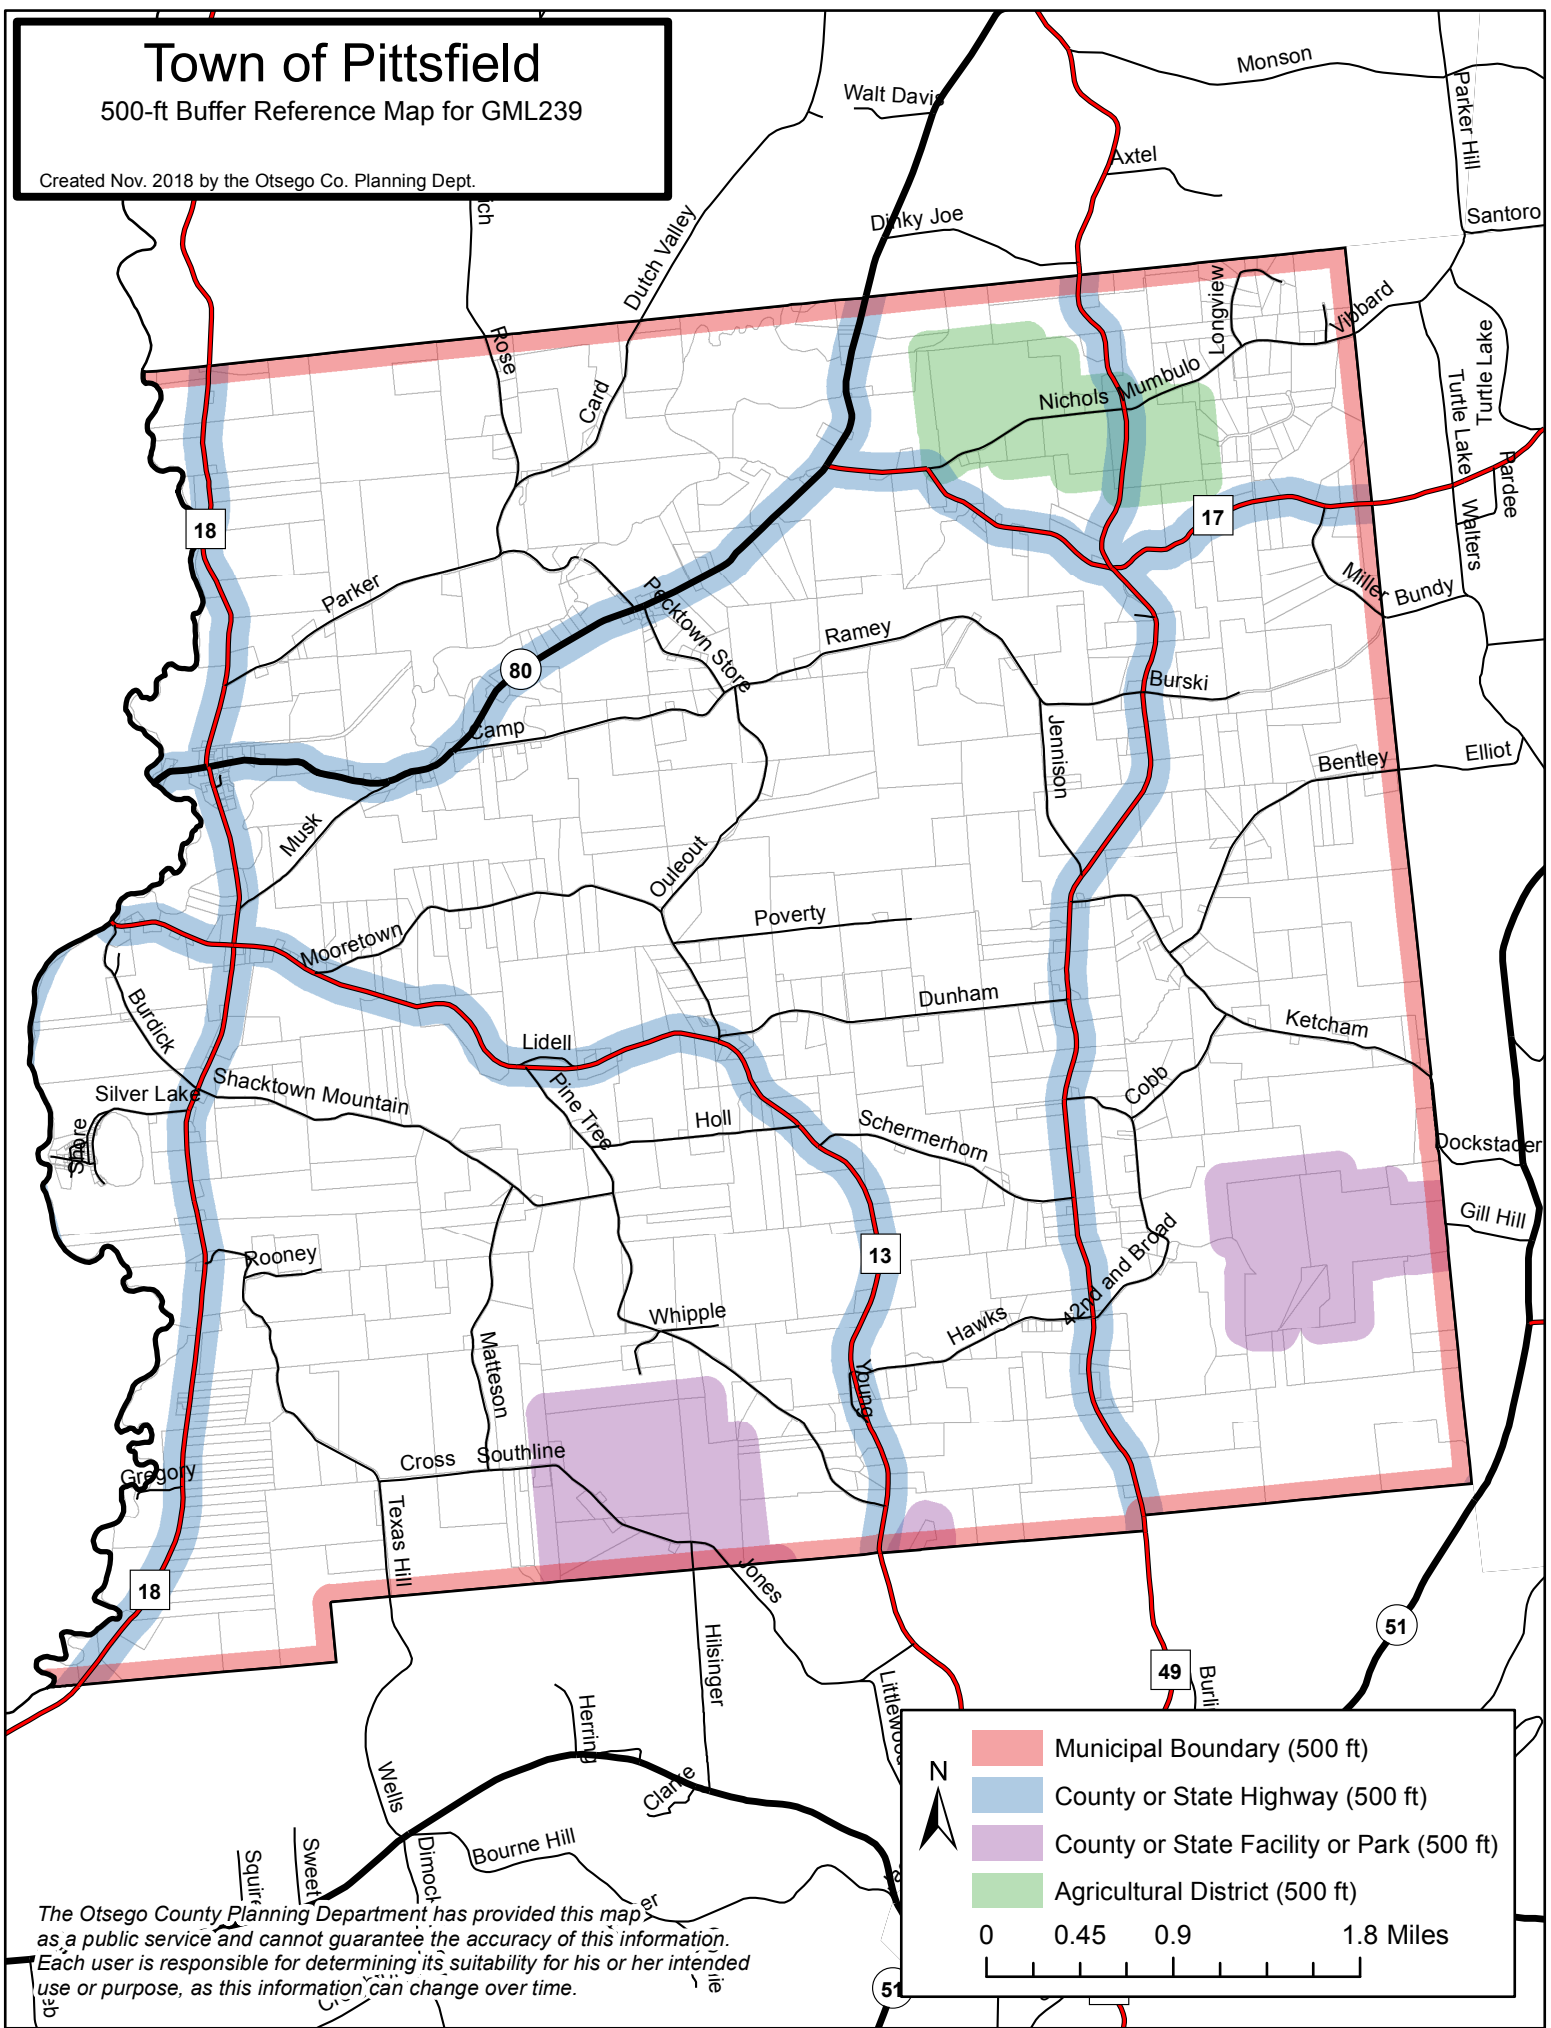 Town of Pittsfield
500-ft Buffer Reference Map for GML239
Created Nov. 2018 by the Otsego Co. Planning Dept.
Monson
Walt Davis
Parker Hill
Axtel
Dinky Joe
Santoro
Dutch Valley
Longview
Vibbard
Rose
Turtle Lake
Card
Nichols
Mumbulo
Turtle Lake
Pardee
18
17
Walters
Parker
Miller
Bundy
Pecktown Store
Ramey
80
Burski
Camp
Jennison
Bentley
Elliot
Musk
Ouleout
Poverty
Mooretown
Dunham
Burdick
Ketcham
Lidell
Silver Lake
Shacktown Mountain
Pine Tree
Cobb
Holl
Schermerhorn
Shore
Dockstader
Gill Hill
Rooney
13
42nd and Broad
Whipple
Hawks
Matteson
Young
Cross
Southline
Gregory
Texas Hill
18
Jones
Hilsinger
51
49
Herring
Wells
Clarke
Dimock
Bourne Hill
Sweet
Municipal Boundary (500 ft)
County or State Highway (500 ft)
County or State Facility or Park (500 ft)
Agricultural District (500 ft)
N
0 0.45 0.9 1.8 Miles
51
The Otsego County Planning Department has provided this map
as a public service and cannot guarantee the accuracy of this information.
Each user is responsible for determining its suitability for his or her intended
use or purpose, as this information can change over time.